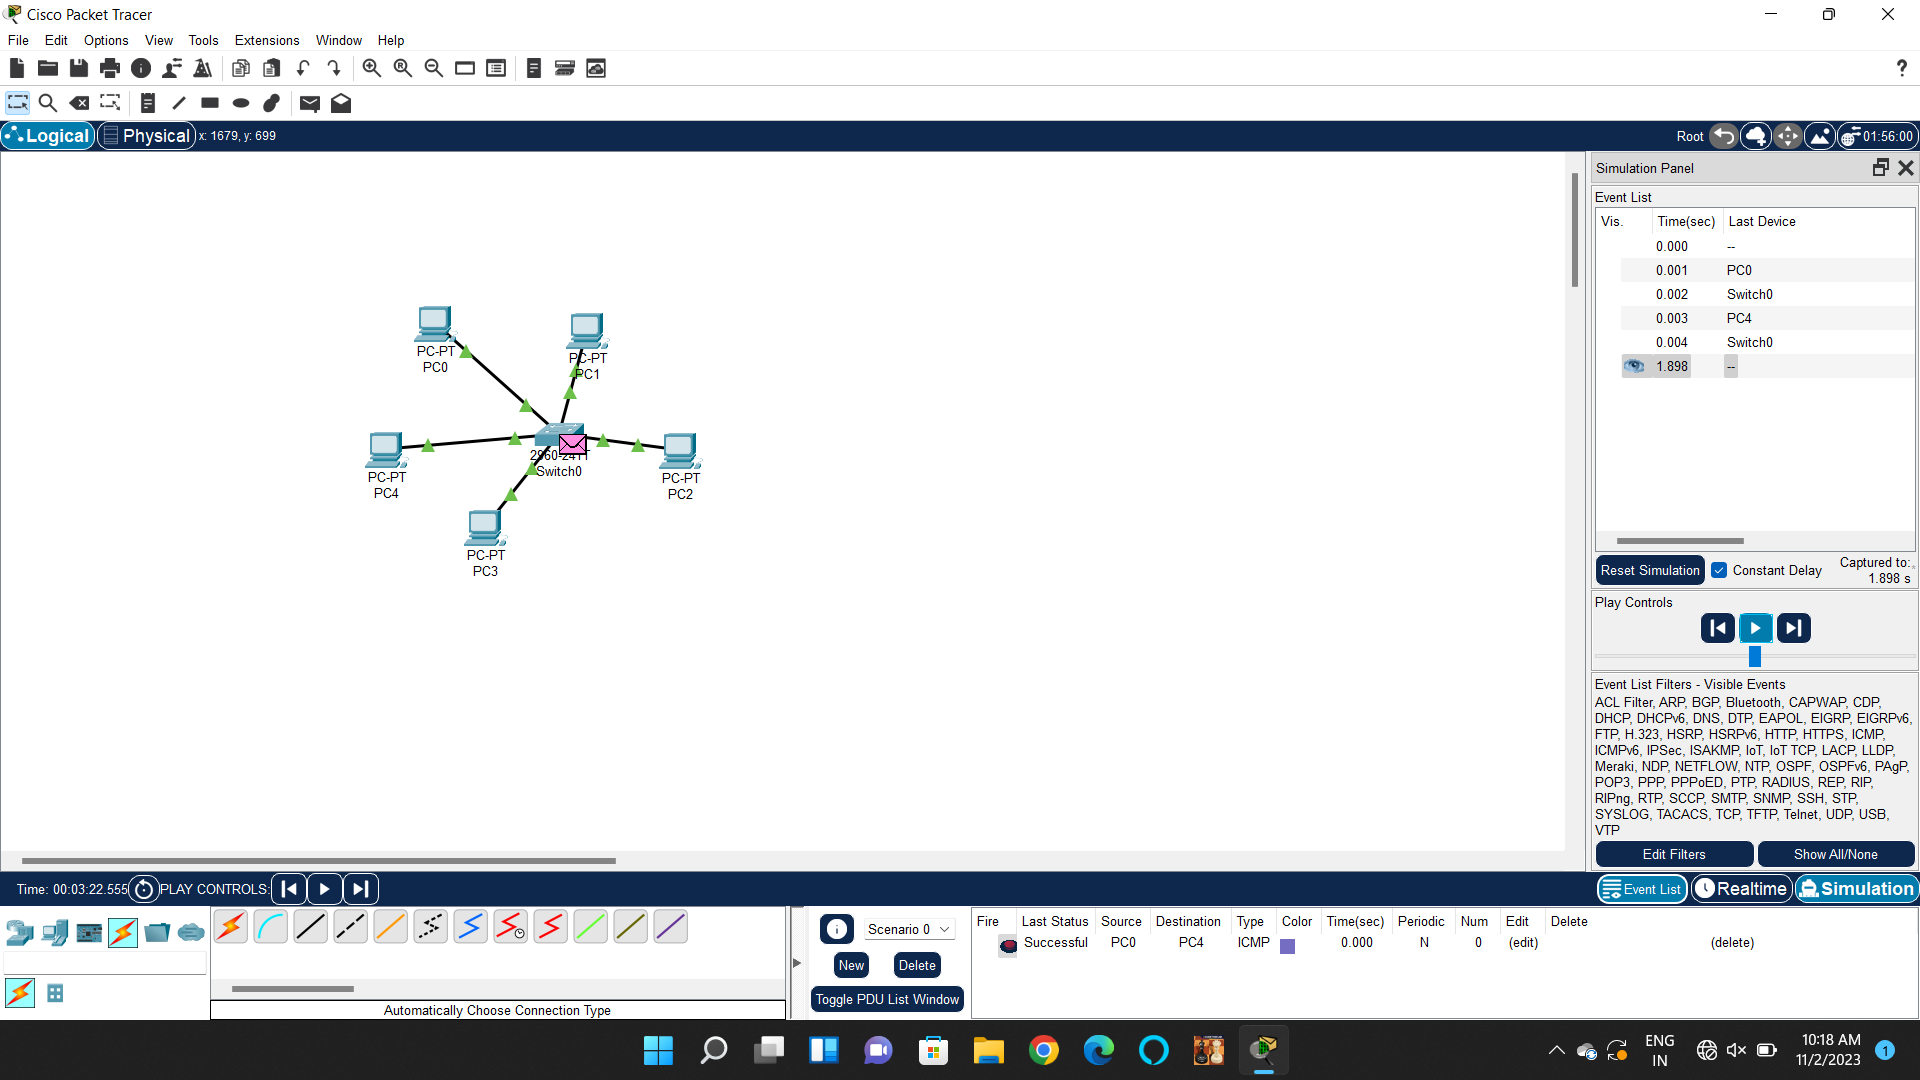 Cisco Packet Tracer
File Edit Options View Tools Extensions Window Help
Logical Physical x: 1679, y: 699 Root 01:56:00
Simulation Panel
Event List
Vis. Time(sec) Last Device
0.000 --
0.001 PC0
0.002 Switch0
0.003 PC4
0.004 Switch0
1.898 --
PC-PT
PC0
PC-PT
PC1
2960-24TT
Switch0
PC-PT
PC4
PC-PT
PC2
PC-PT
PC3
Reset Simulation Constant Delay Captured to:
1.898 s
Play Controls
Event List Filters - Visible Events
ACL Filter, ARP, BGP, Bluetooth, CAPWAP, CDP,
DHCP, DHCPv6, DNS, DTP, EAPOL, EIGRP, EIGRPv6,
FTP, H.323, HSRP, HSRPv6, HTTP, HTTPS, ICMP,
ICMPv6, IPSec, ISAKMP, IoT, IoT TCP, LACP, LLDP,
Meraki, NDP, NETFLOW, NTP, OSPF, OSPFv6, PAgP,
POP3, PPP, PPPoED, PTP, RADIUS, REP, RIP,
RIPng, RTP, SCCP, SMTP, SNMP, SSH, STP,
SYSLOG, TACACS, TCP, TFTP, Telnet, UDP, USB,
VTP
Edit Filters Show All/None
Time: 00:03:22.555 PLAY CONTROLS: Event List Realtime Simulation
Scenario 0
New Delete
Toggle PDU List Window
Fire Last Status Source Destination Type Color Time(sec) Periodic Num Edit Delete
Successful PC0 PC4 ICMP 0.000 N 0 (edit) (delete)
Automatically Choose Connection Type
ENG
IN
10:18 AM
11/2/2023
1